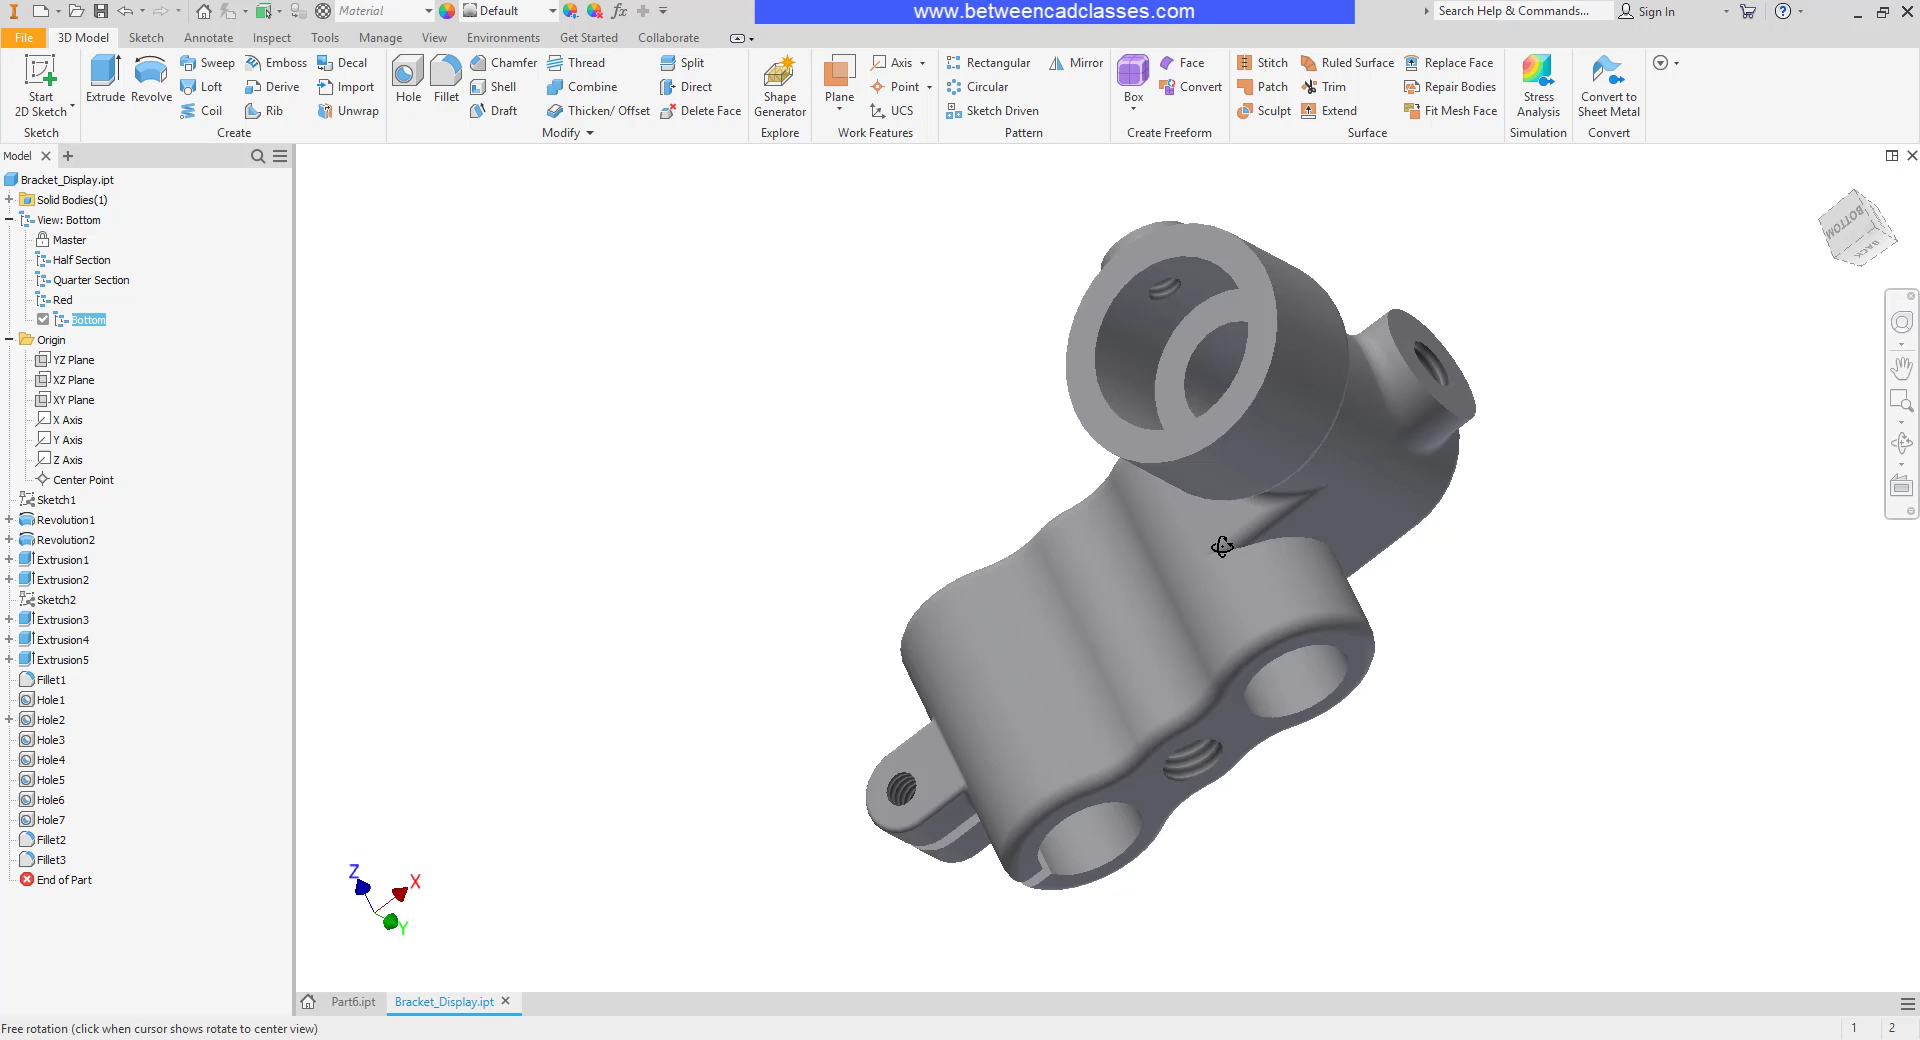 Material
Default
fx
www.betweencadclasses.com
Search Help & Commands...
Sign In
File
3D Model
Sketch
Annotate
Inspect
Tools
Manage
View
Environments
Get Started
Collaborate
Start
2D Sketch
Sketch
Extrude
Revolve
Sweep
Loft
Coil
Emboss
Derive
Rib
Decal
Import
Unwrap
Create
Hole
Fillet
Chamfer
Shell
Draft
Thread
Combine
Thicken/ Offset
Split
Direct
Delete Face
Modify
Shape
Generator
Explore
Plane
Axis
Point
UCS
Work Features
Rectangular
Circular
Sketch Driven
Mirror
Pattern
Box
Face
Convert
Create Freeform
Stitch
Patch
Sculpt
Ruled Surface
Trim
Extend
Replace Face
Repair Bodies
Fit Mesh Face
Surface
Stress
Analysis
Simulation
Convert to
Sheet Metal
Convert
Model
Bracket_Display.ipt
Solid Bodies(1)
View: Bottom
Master
Half Section
Quarter Section
Red
Bottom
Origin
YZ Plane
XZ Plane
XY Plane
X Axis
Y Axis
Z Axis
Center Point
Sketch1
Revolution1
Revolution2
Extrusion1
Extrusion2
Sketch2
Extrusion3
Extrusion4
Extrusion5
Fillet1
Hole1
Hole2
Hole3
Hole4
Hole5
Hole6
Hole7
Fillet2
Fillet3
End of Part
BOTTOM
BACK
Z
X
Y
Part6.ipt
Bracket_Display.ipt
Free rotation (click when cursor shows rotate to center view)
1
2